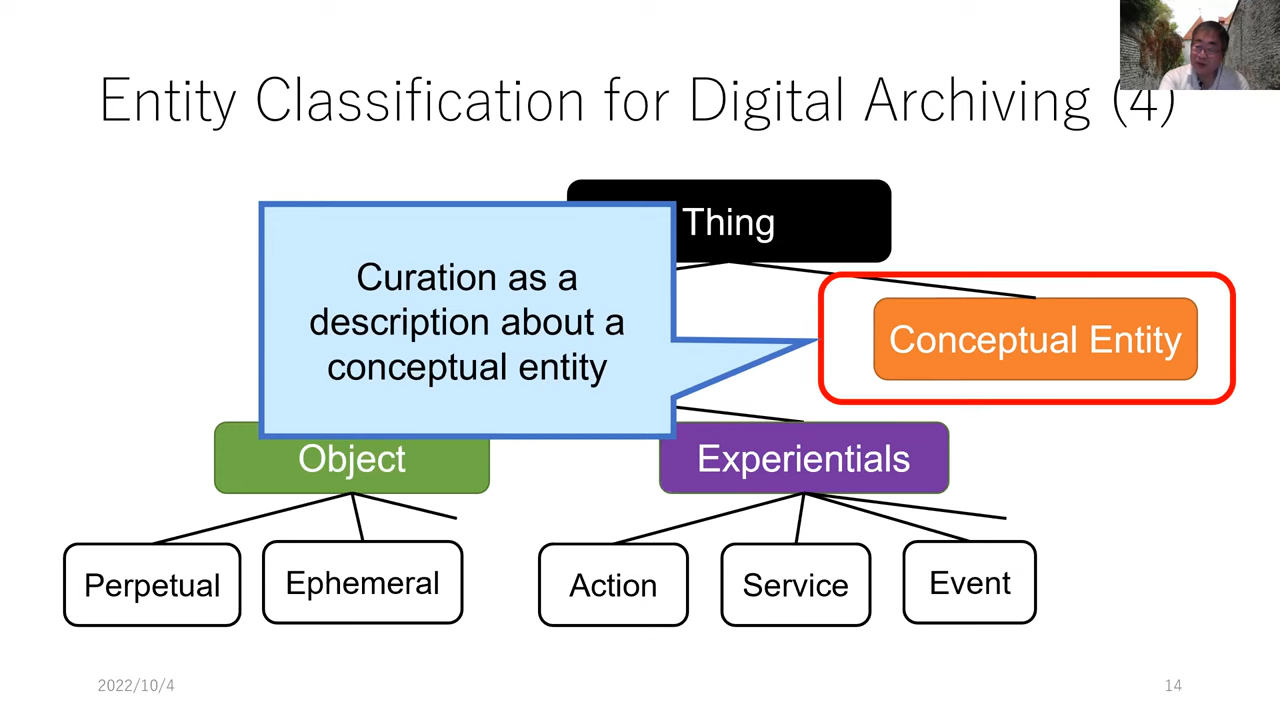 Entity Classification for Digital Archiving (4)
Thing
Curation as a
description about a
conceptual entity
Conceptual Entity
Object
Experientials
Perpetual
Ephemeral
Action
Service
Event
2022/10/4
14